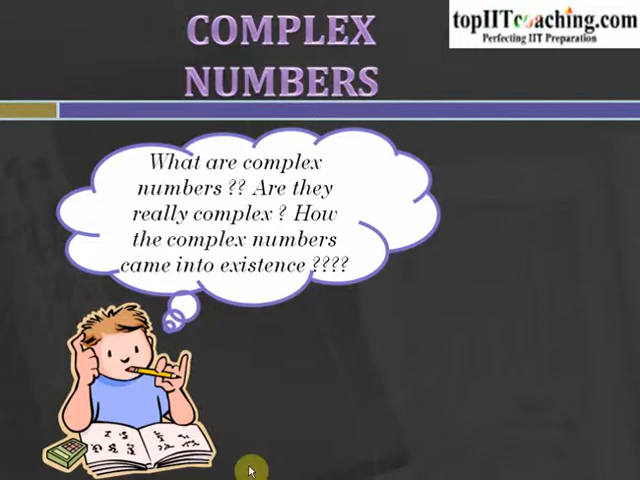 COMPLEX
NUMBERS
topIITcoaching.com
Perfecting IIT Preparation
What are complex
numbers ?? Are they
really complex ? How
the complex numbers
came into existence ????